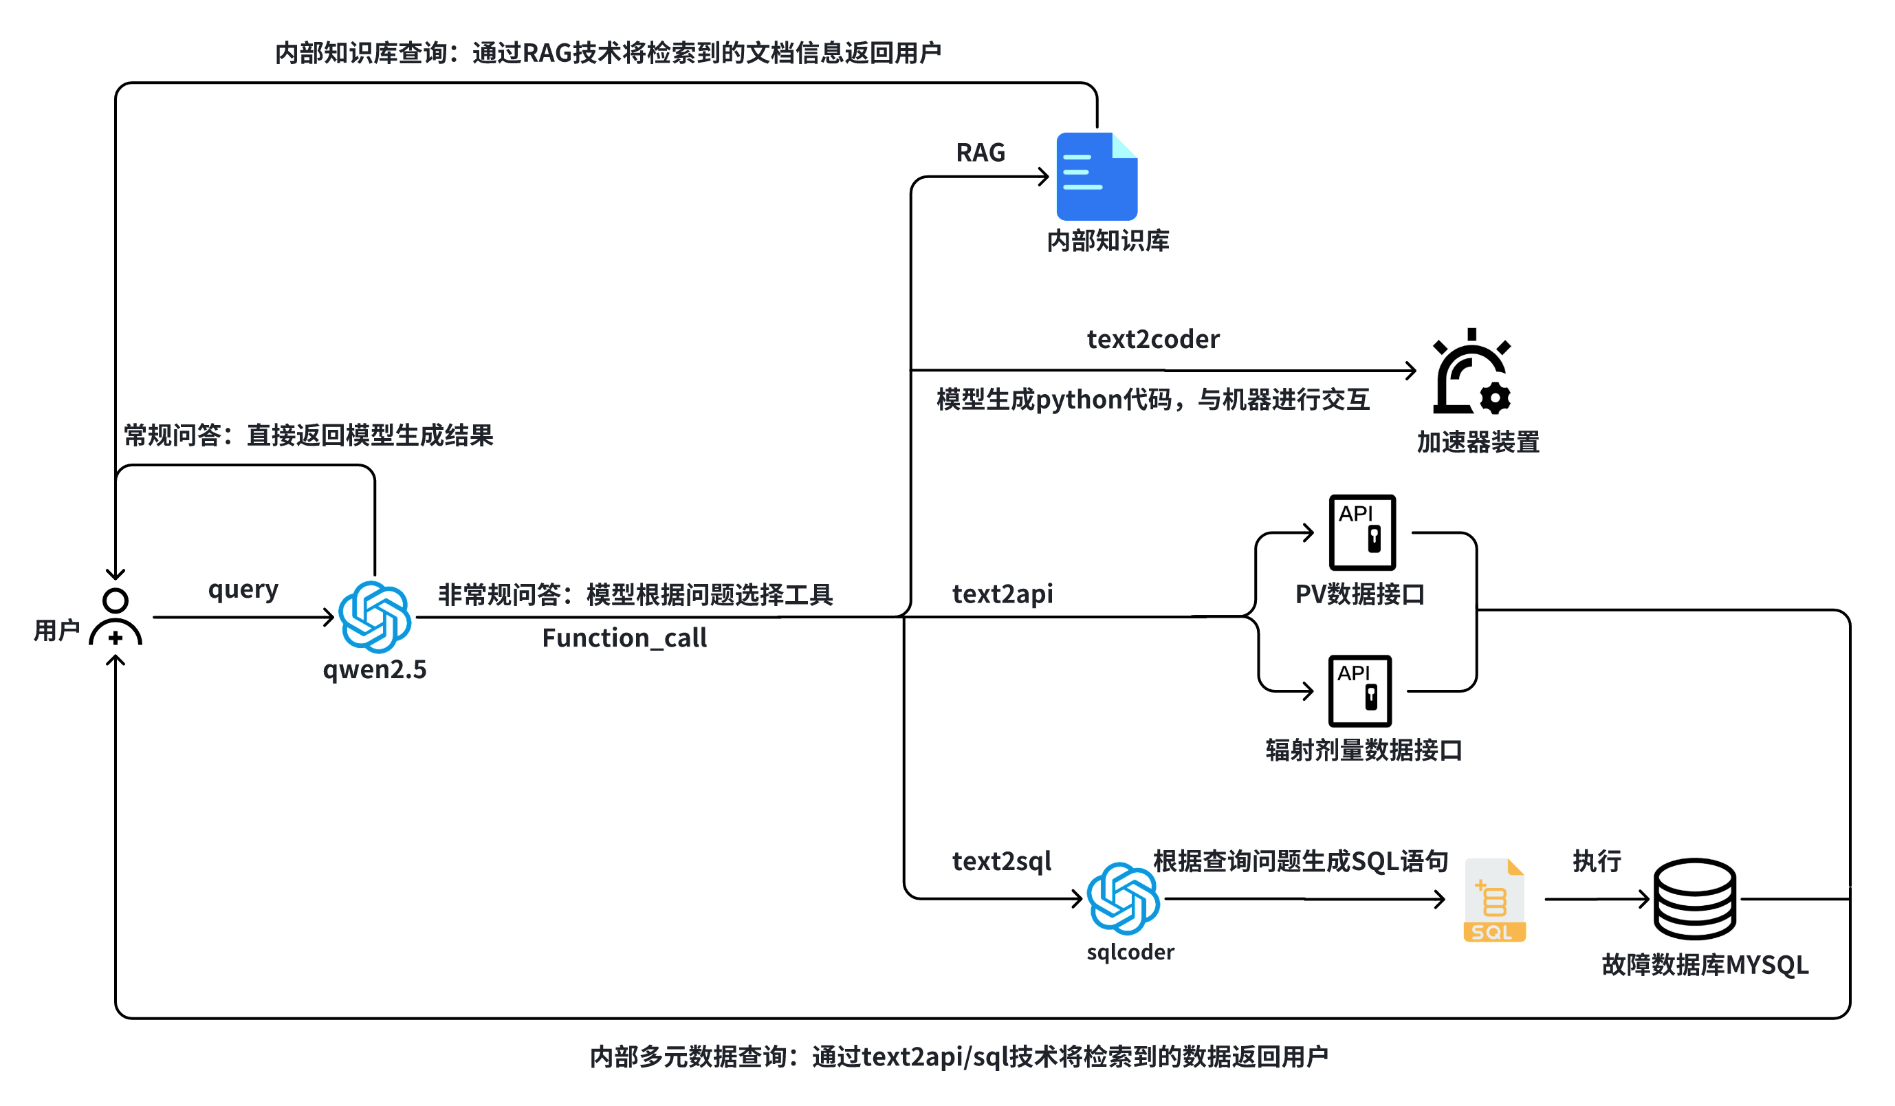 内部知识库查询：通过RAG技术将检索到的文档信息返回用户
RAG
内部知识库
text2coder
模型生成python代码，与机器进行交互
加速器装置
常规问答：直接返回模型生成结果
API
PV数据接口
query
非常规问答：模型根据问题选择工具
text2api
用户
Function_call
qwen2.5
API
辐射剂量数据接口
text2sql
根据查询问题生成SQL语句
执行
SQL
sqlcoder
故障数据库MYSQL
内部多元数据查询：通过text2api/sql技术将检索到的数据返回用户